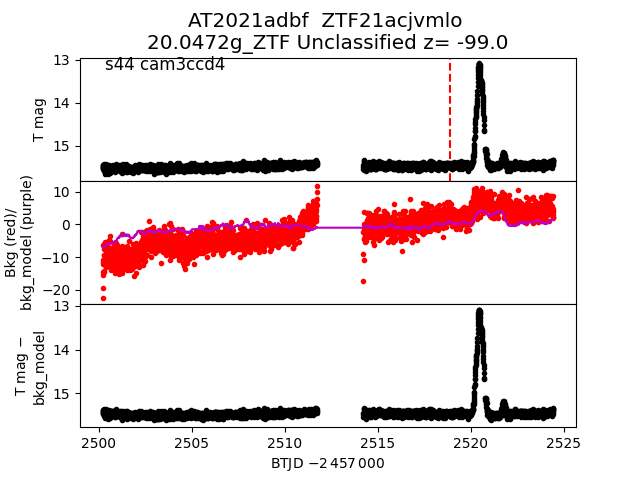 AT2021adbf  ZTF21acjvmlo
20.0472g_ZTF Unclassified z= -99.0
s44 cam3ccd4
T mag
13
14
15
Bkg (red)/
bkg_model (purple)
10
0
−10
−20
T mag −
bkg_model
13
14
15
2500 2505 2510 2515 2520 2525
BTJD −2 457 000